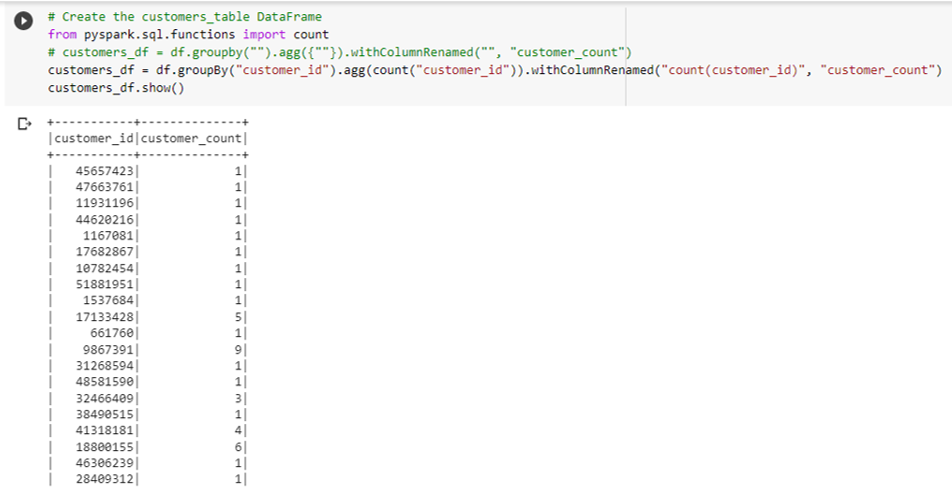 # Create the customers_table DataFrame
from pyspark.sql.functions import count
# customers_df = df.groupby("").agg({""}).withColumnRenamed("", "customer_count")
customers_df = df.groupBy("customer_id").agg(count("customer_id")).withColumnRenamed("count(customer_id)", "customer_count")
customers_df.show()
+-----------+--------------+
|customer_id|customer_count|
+-----------+--------------+
|   45657423|             1|
|   47663761|             1|
|   11931196|             1|
|   44620216|             1|
|    1167081|             1|
|   17682867|             1|
|   10782454|             1|
|   51881951|             1|
|    1537684|             1|
|   17133428|             5|
|     661760|             1|
|    9867391|             9|
|   31268594|             1|
|   48581590|             1|
|   32466409|             3|
|   38490515|             1|
|   41318181|             4|
|   18800155|             6|
|   46306239|             1|
|   28409312|             1|